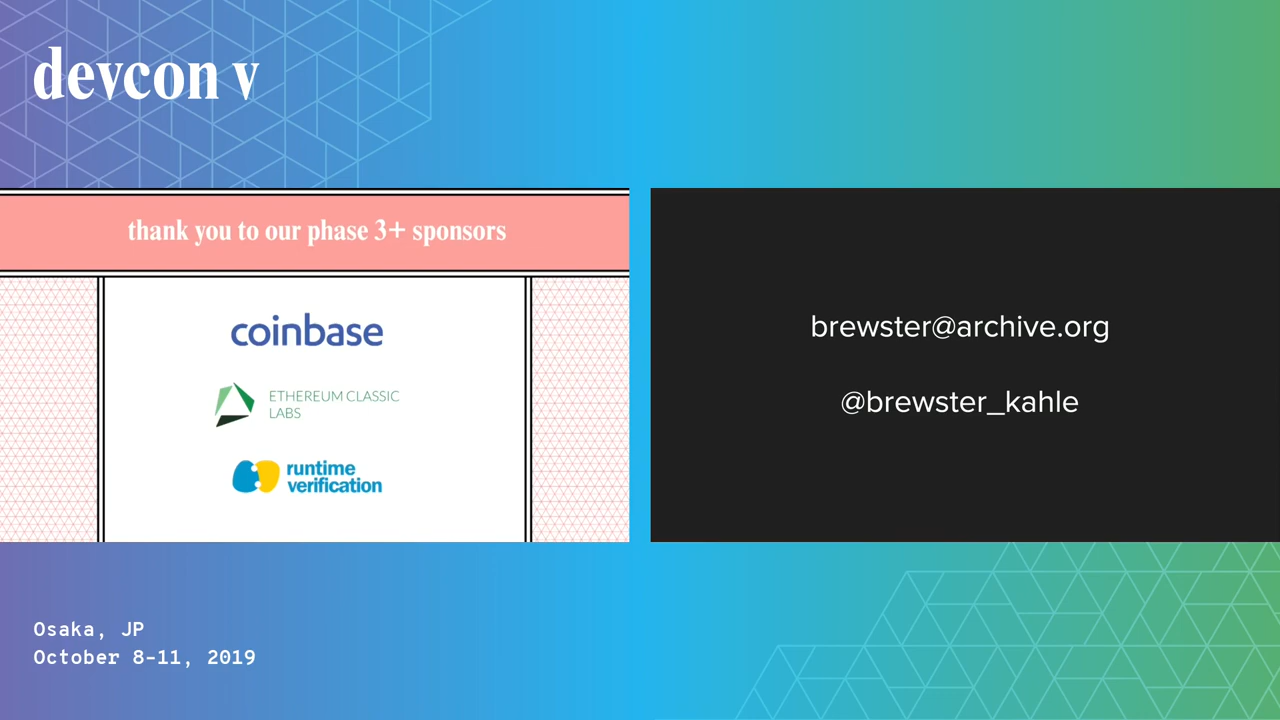 devcon v
thank you to our phase 3+ sponsors
coinbase
ETHEREUM CLASSIC
LABS
runtime
verification
brewster@archive.org
@brewster_kahle
Osaka, JP
October 8-11, 2019